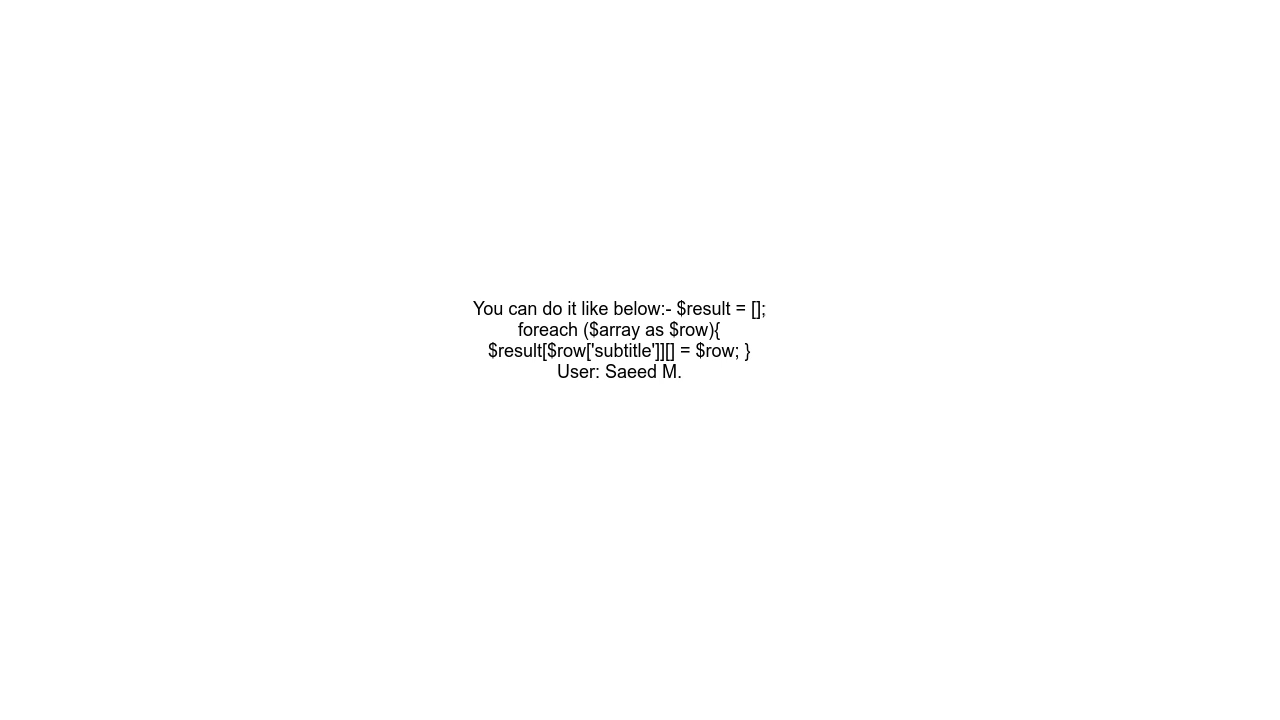 You can do it like below:- $result = [];
foreach ($array as $row){
$result[$row['subtitle']][] = $row; }
User: Saeed M.